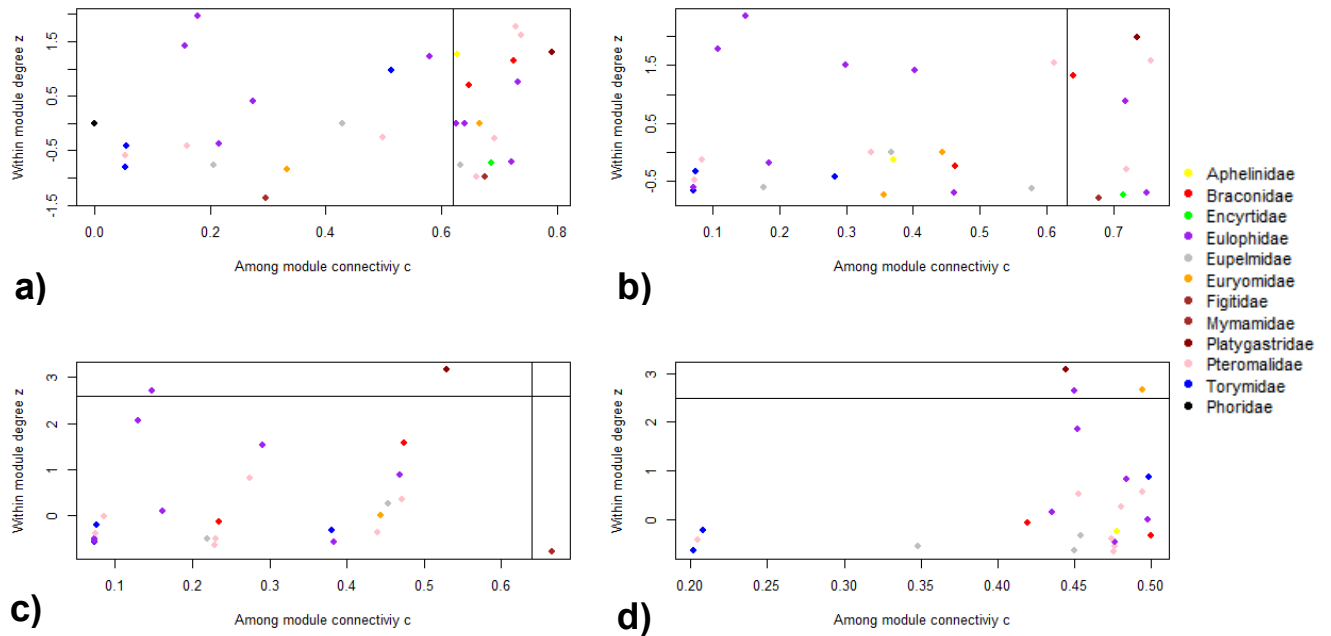 Within module degree z
1.5
0.5
-0.5
-1.5
0.0 0.2 0.4 0.6 0.8
Among module connectiviy c
a)
Within module degree z
1.5
0.5
-0.5
0.1 0.2 0.3 0.4 0.5 0.6 0.7
Among module connectiviy c
b)
Aphelinidae
Braconidae
Encyrtidae
Eulophidae
Eupelmidae
Euryomidae
Figitidae
Mymamidae
Platygastridae
Pteromalidae
Torymidae
Phoridae
Within module degree z
3
2
1
0
0.1 0.2 0.3 0.4 0.5 0.6
Among module connectiviy c
c)
Within module degree z
3
2
1
0
0.20 0.25 0.30 0.35 0.40 0.45 0.50
Among module connectiviy c
d)